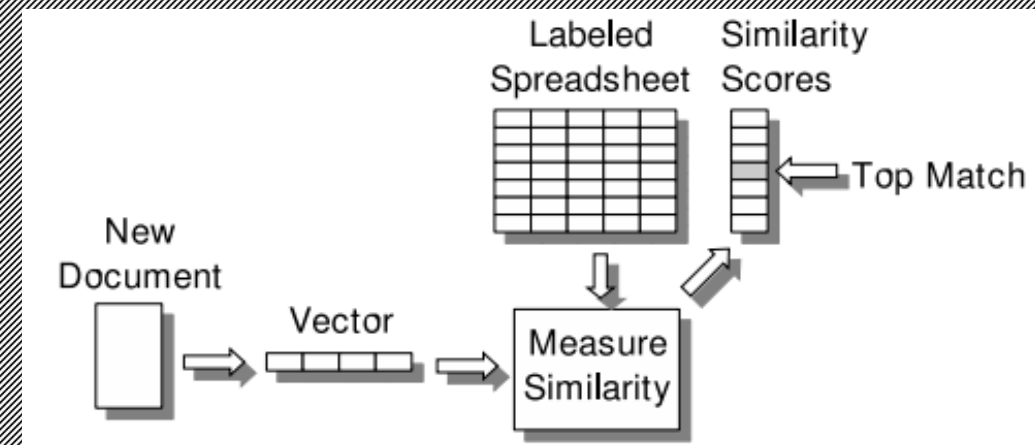 Labeled
Spreadsheet
Similarity
Scores
Top Match
New
Document
Vector
Measure
Similarity